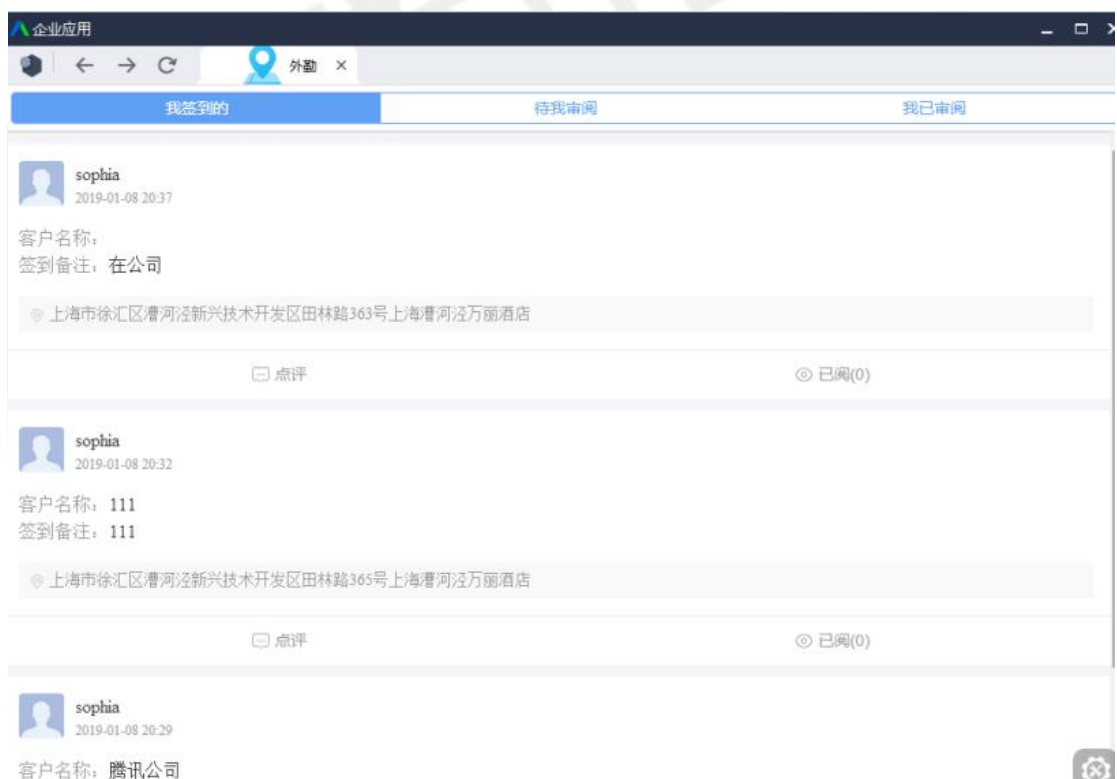 企业应用
外勤
我签到的 待我审阅 我已审阅
sophia
2019-01-08 20:37
客户名称:
签到备注: 在公司
上海市徐汇区漕河泾新兴技术开发区田林路363号上海漕河泾万丽酒店
点评 已阅(0)
sophia
2019-01-08 20:32
客户名称: 111
签到备注: 111
上海市徐汇区漕河泾新兴技术开发区田林路365号上海漕河泾万丽酒店
点评 已阅(0)
sophia
2019-01-08 20:29
客户名称: 腾讯公司